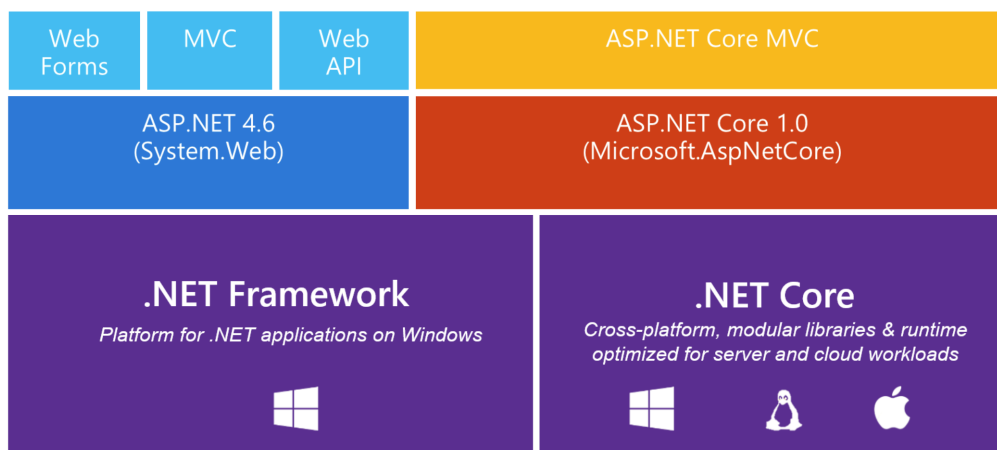 Web
Forms
MVC
Web
API
ASP.NET Core MVC
ASP.NET 4.6
(System.Web)
ASP.NET Core 1.0
(Microsoft.AspNetCore)
.NET Framework
Platform for .NET applications on Windows
.NET Core
Cross-platform, modular libraries & runtime
optimized for server and cloud workloads